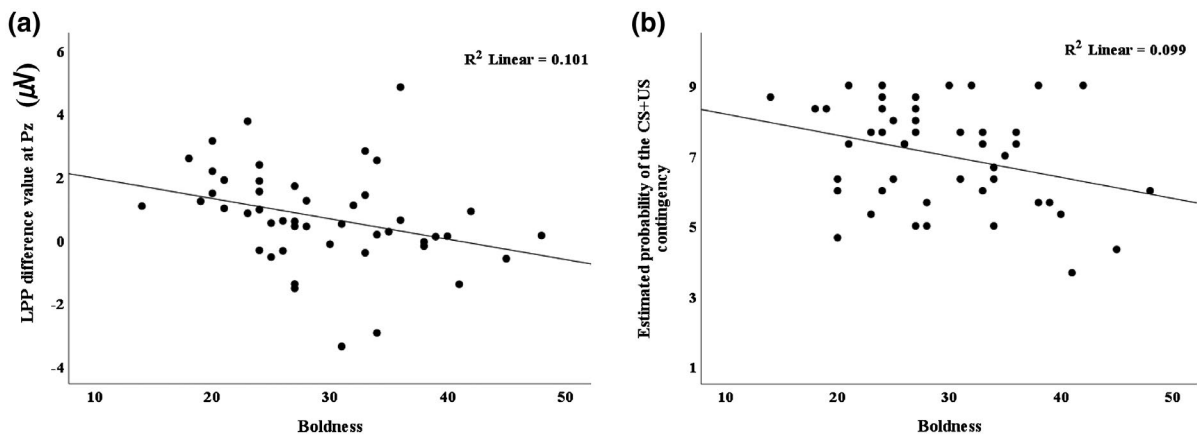 (a)
R² Linear = 0.101
LPP difference value at Pz (μV)
6
4
2
0
-2
-4
10 20 30 40 50
Boldness
(b)
R² Linear = 0.099
Estimated probability of the CS+US
contingency
9
7
5
3
1
10 20 30 40 50
Boldness